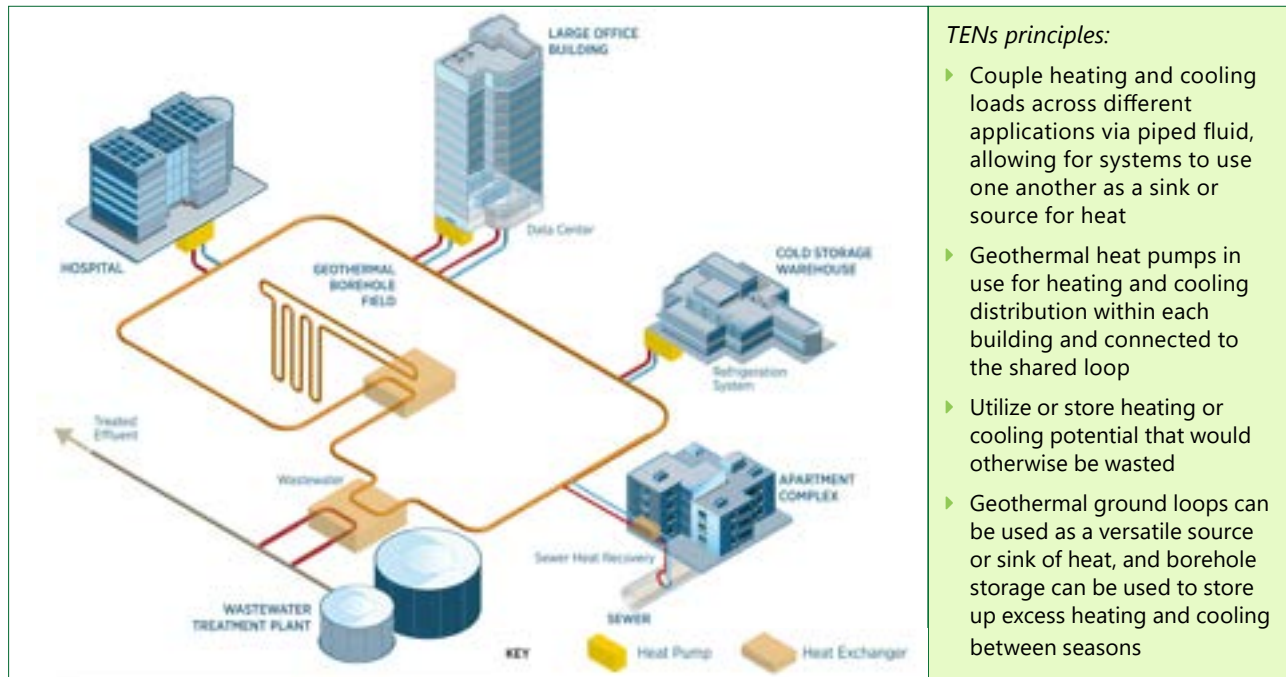 LARGE OFFICE
BUILDING
Data Center
HOSPITAL
GEOTHERMAL
BOREHOLE
FIELD
COLD STORAGE
WAREHOUSE
Refrigeration
System
Treated
Effluent
Wastewater
APARTMENT
COMPLEX
Sewer Heat Recovery
SEWER
WASTEWATER
TREATMENT PLANT
KEY
Heat Pump
Heat Exchanger
TENs principles:
Couple heating and cooling
loads across different
applications via piped fluid,
allowing for systems to use
one another as a sink or
source for heat
Geothermal heat pumps in
use for heating and cooling
distribution within each
building and connected to
the shared loop
Utilize or store heating or
cooling potential that would
otherwise be wasted
Geothermal ground loops can
be used as a versatile source
or sink of heat, and borehole
storage can be used to store
up excess heating and cooling
between seasons